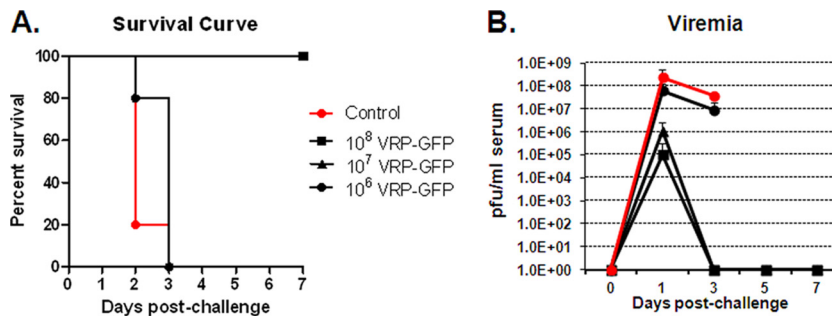 A.
Survival Curve
Percent survival
100
80
60
40
20
0
0 1 2 3 4 5 6 7
Days post-challenge
Control
10⁸ VRP-GFP
10⁷ VRP-GFP
10⁶ VRP-GFP
B.
Viremia
pfu/ml serum
1.0E+09
1.0E+08
1.0E+07
1.0E+06
1.0E+05
1.0E+04
1.0E+03
1.0E+02
1.0E+01
1.0E+00
0 1 3 5 7
Days post-challenge